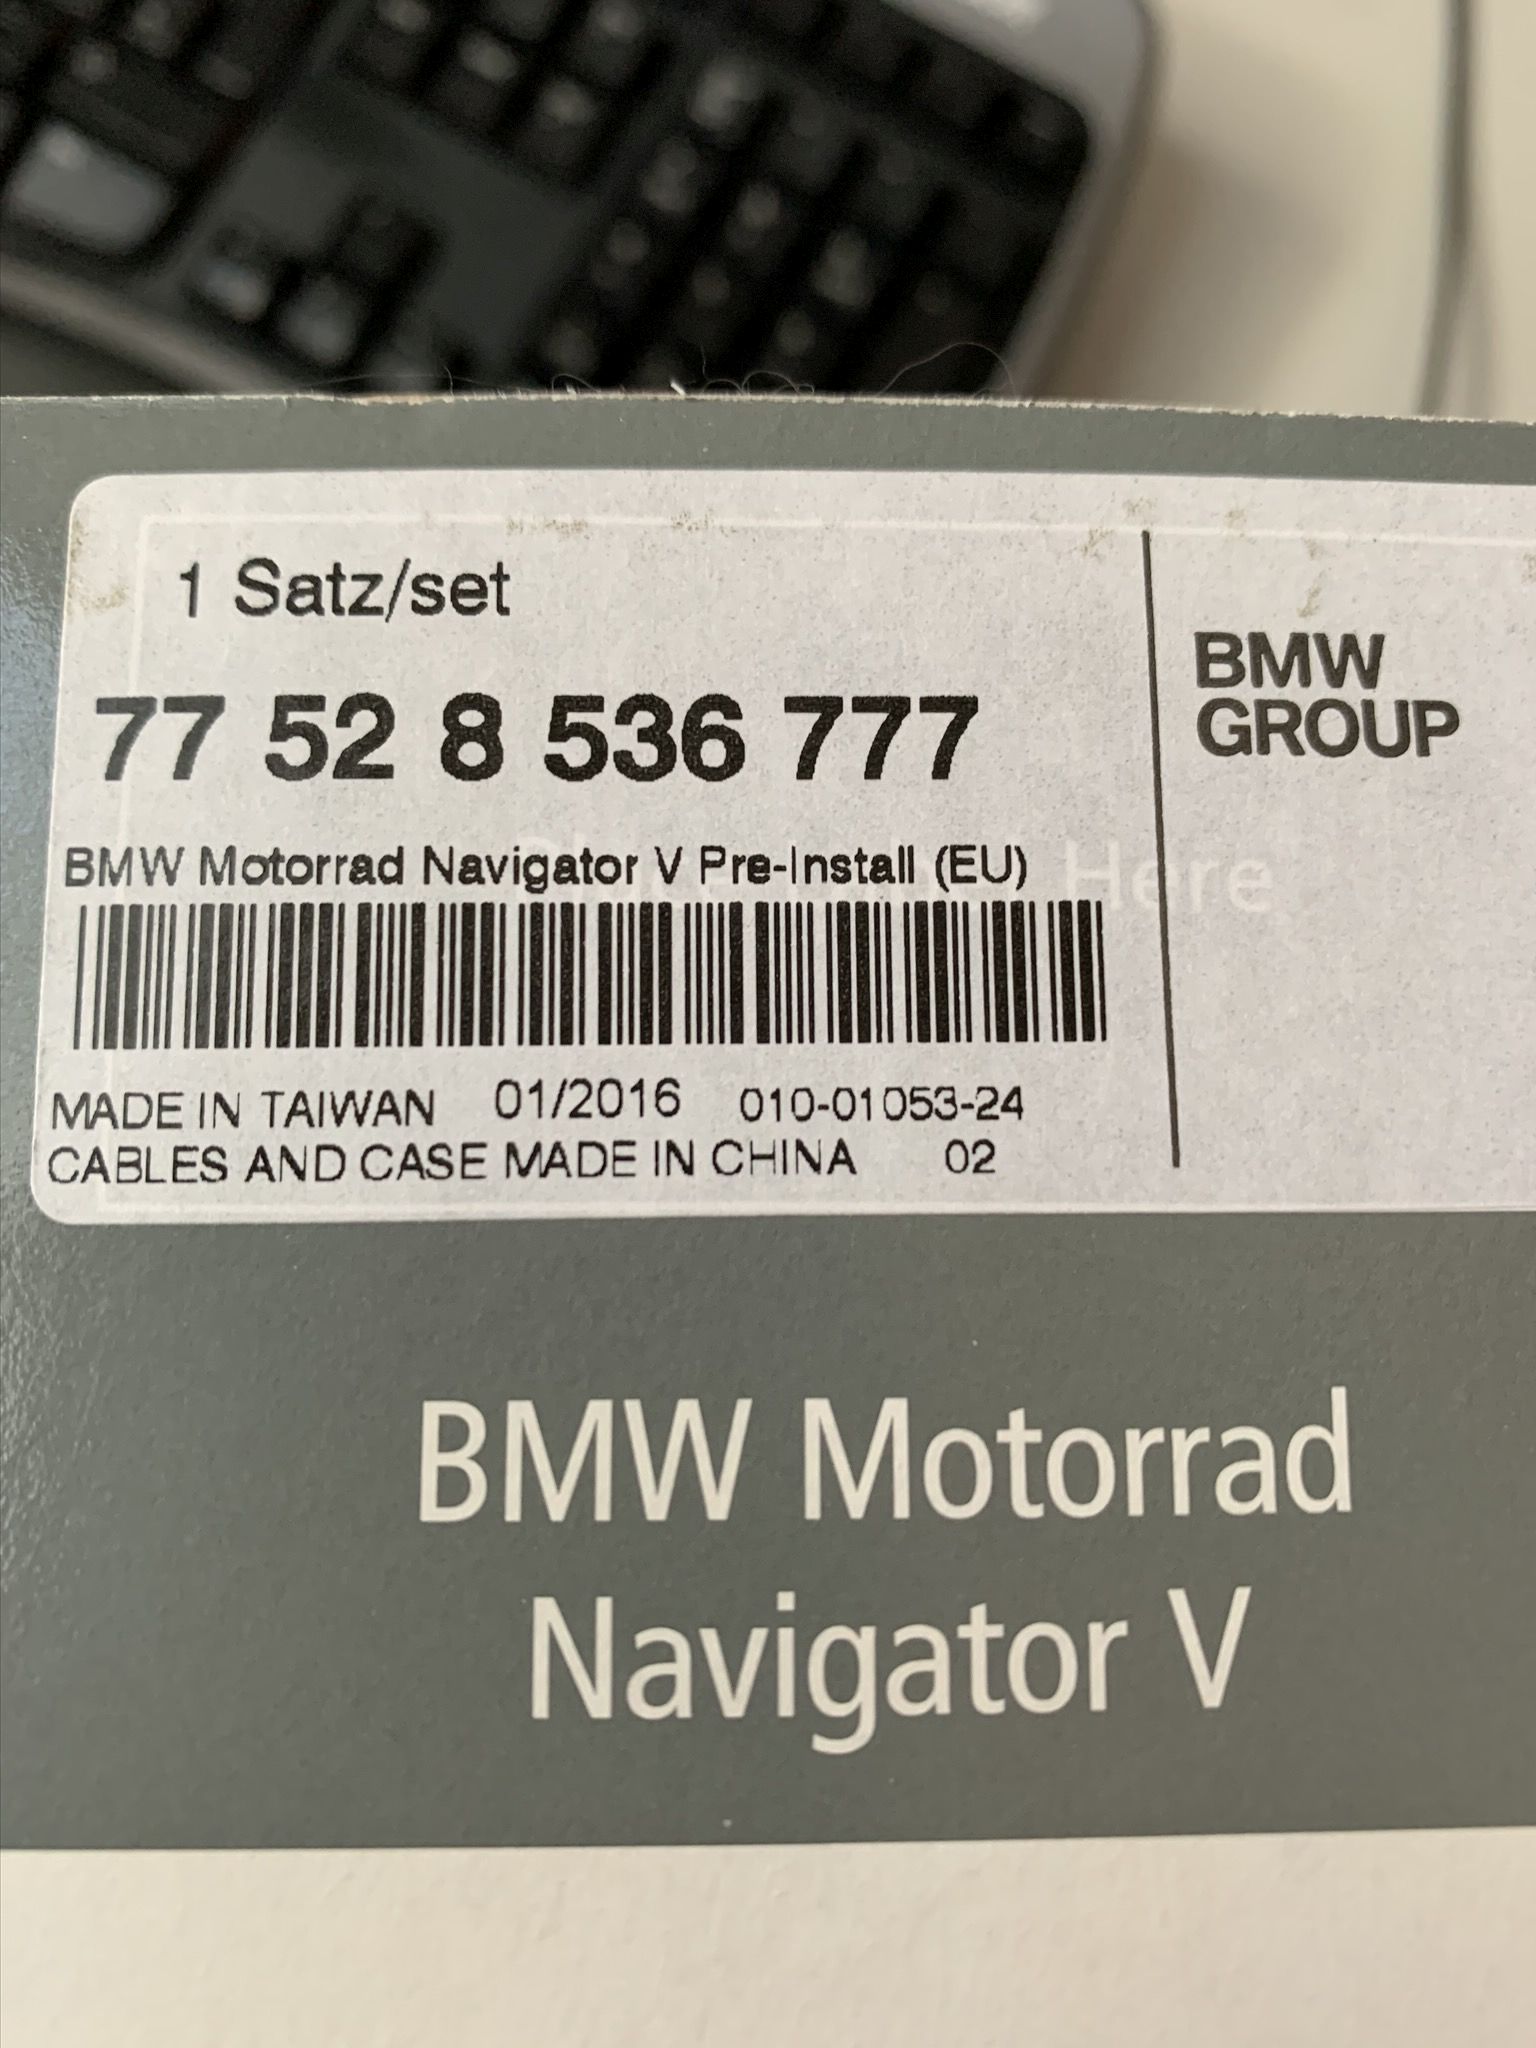 1 Satz/set
77 52 8 536 777
BMW Motorrad Navigator V Pre-Install (EU)
MADE IN TAIWAN 01/2016 010-01053-24
CABLES AND CASE MADE IN CHINA 02
BMW
GROUP
Here
BMW Motorrad
Navigator V